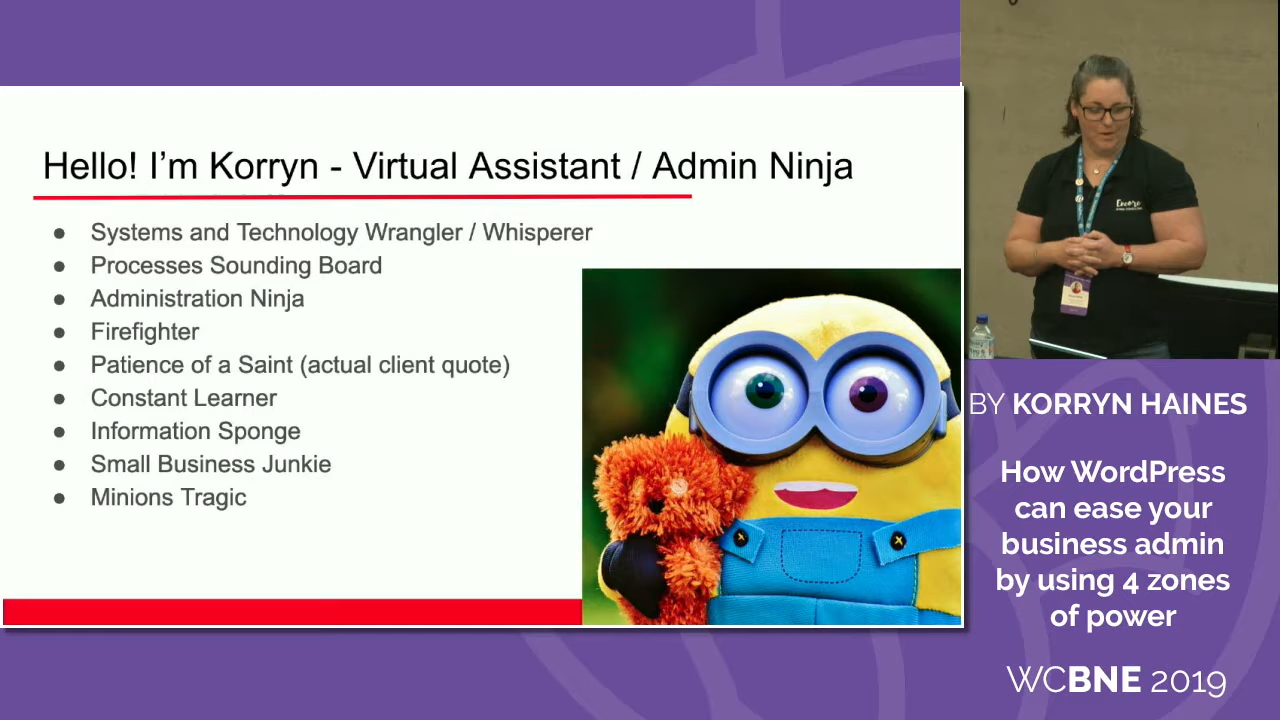 Hello! I'm Korryn - Virtual Assistant / Admin Ninja
● Systems and Technology Wrangler / Whisperer
● Processes Sounding Board
● Administration Ninja
● Firefighter
● Patience of a Saint (actual client quote)
● Constant Learner
● Information Sponge
● Small Business Junkie
● Minions Tragic
Encore
BY KORRYN HAINES
How WordPress
can ease your
business admin
by using 4 zones
of power
WCBNE 2019